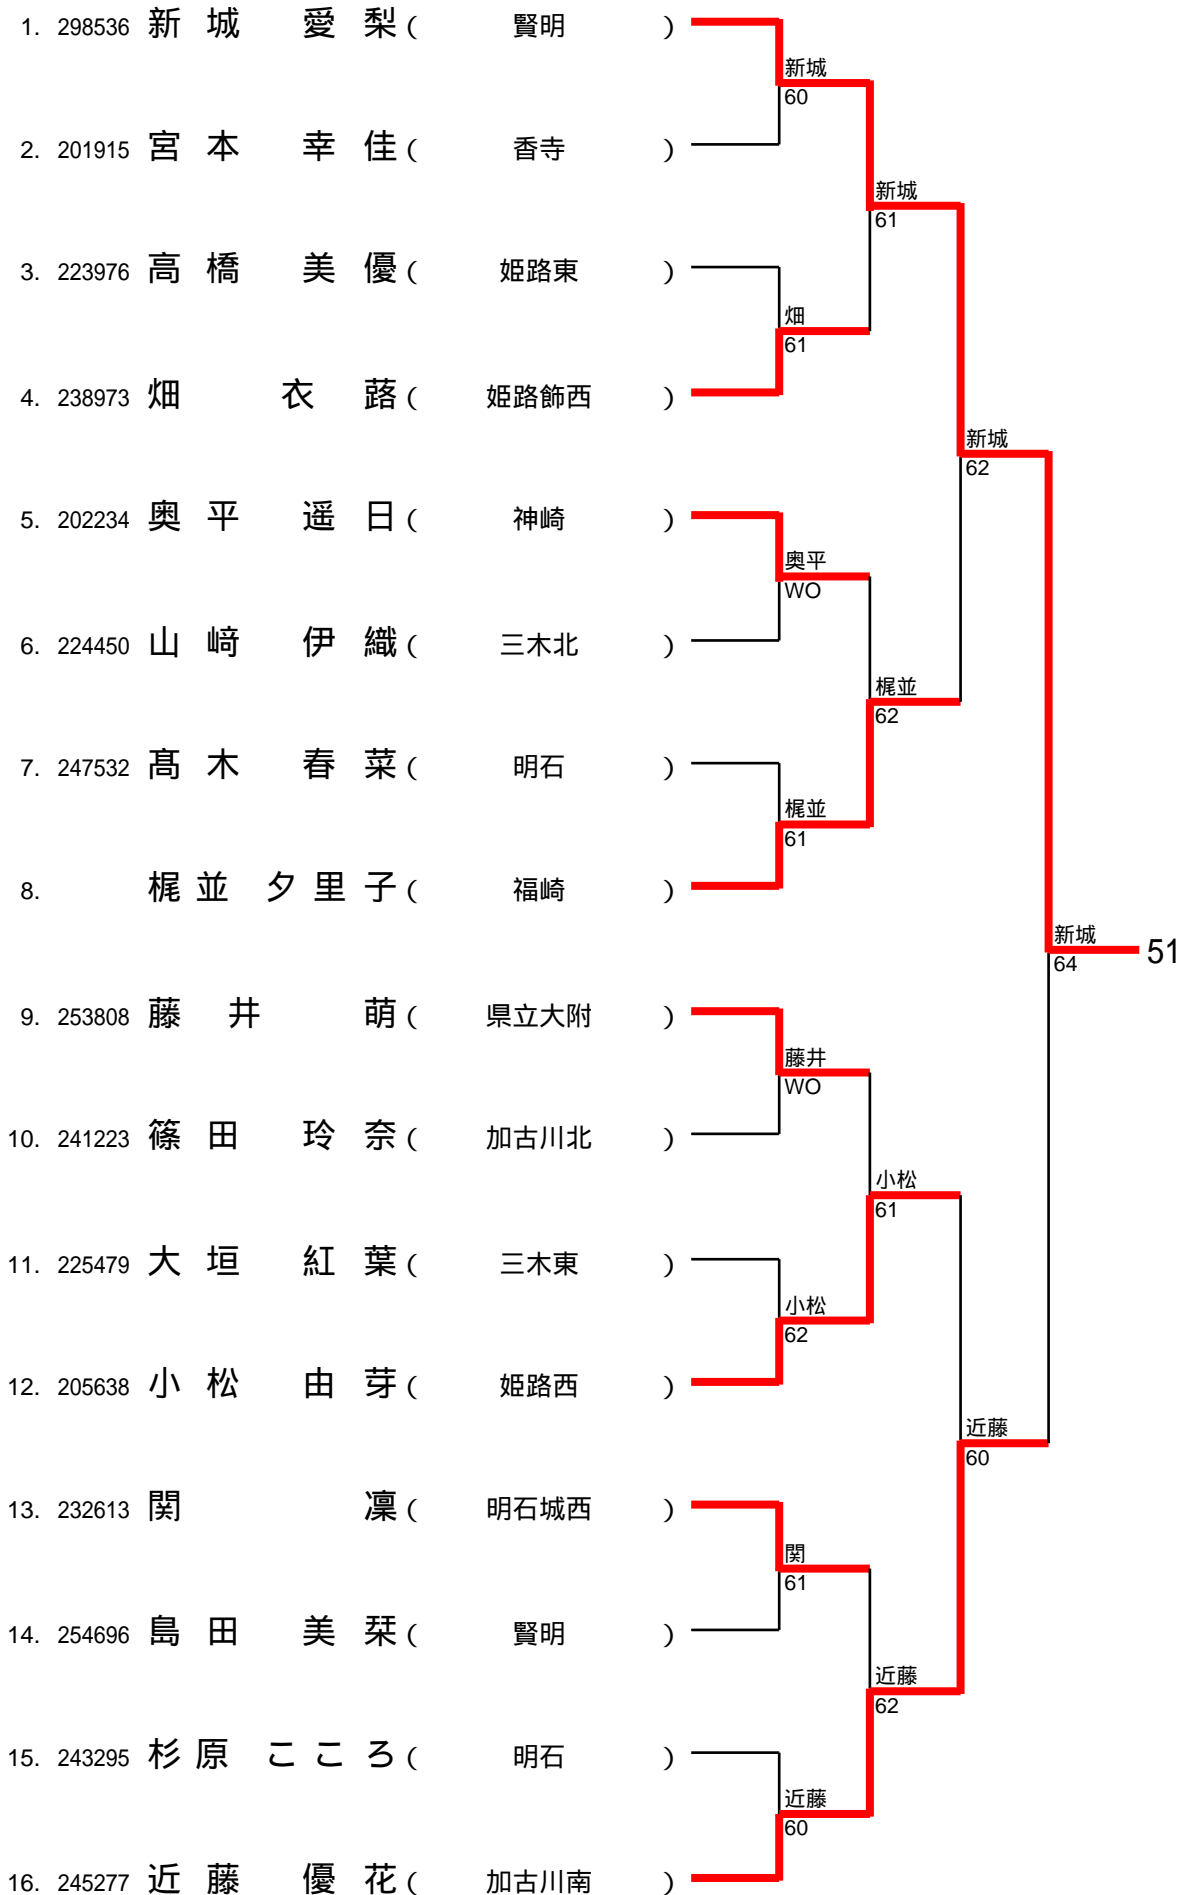 1. 298536 新城 愛梨 ( 賢明 )
新城
60
2. 201915 宮本 幸佳 ( 香寺 )
新城
61
3. 223976 高橋 美優 ( 姫路東 )
畑
61
4. 238973 畑 衣蕗 ( 姫路飾西 )
新城
62
5. 202234 奥平 遥日 ( 神崎 )
奥平
WO
6. 224450 山﨑 伊織 ( 三木北 )
梶並
62
7. 247532 髙木 春菜 ( 明石 )
梶並
61
8. 梶並 夕里子 ( 福崎 )
新城
64
51
9. 253808 藤井 萌 ( 県立大附 )
藤井
WO
10. 241223 篠田 玲奈 ( 加古川北 )
小松
61
11. 225479 大垣 紅葉 ( 三木東 )
小松
62
12. 205638 小松 由芽 ( 姫路西 )
近藤
60
13. 232613 関 凜 ( 明石城西 )
関
61
14. 254696 島田 美栞 ( 賢明 )
近藤
62
15. 243295 杉原 こころ ( 明石 )
近藤
60
16. 245277 近藤 優花 ( 加古川南 )